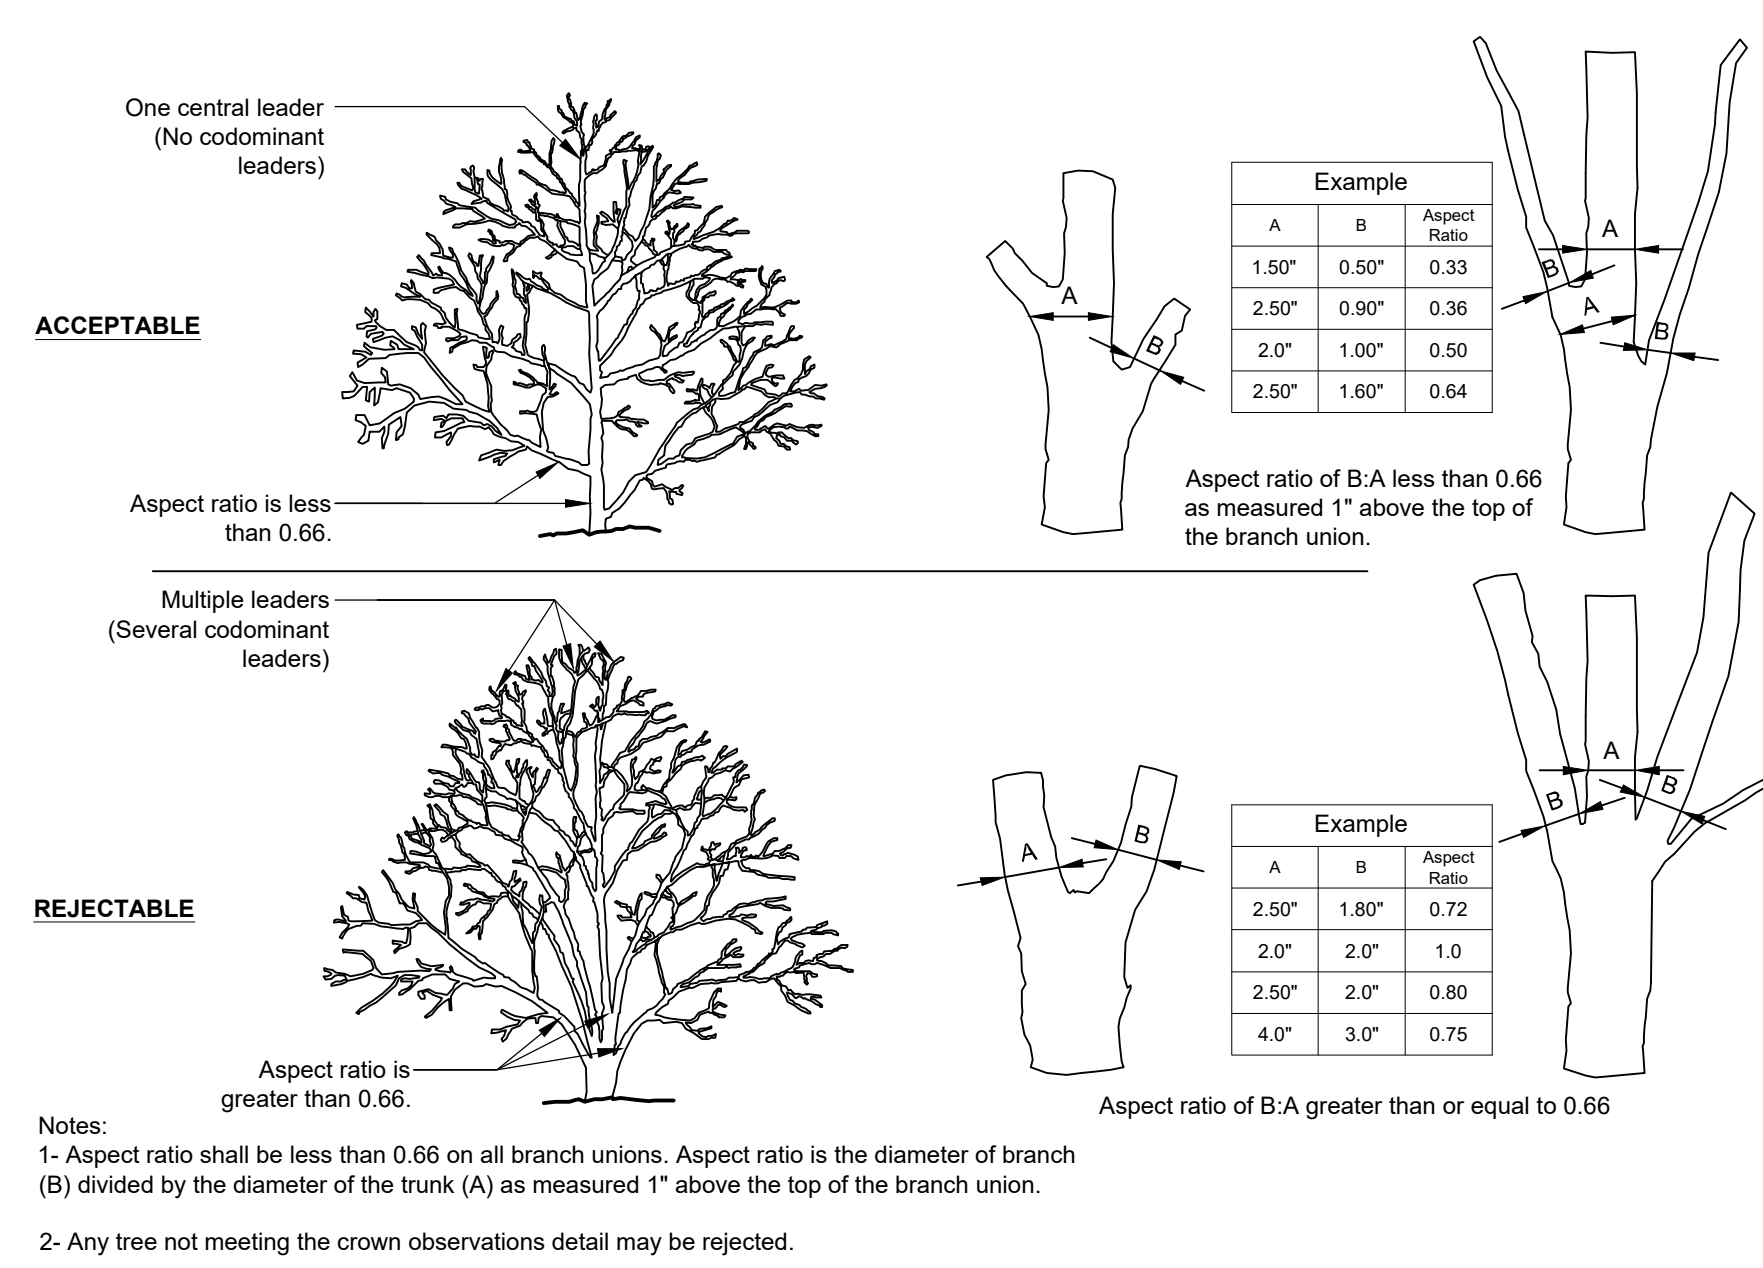 One central leader
(No codominant
leaders)
ACCEPTABLE
Aspect ratio is less
than 0.66.
A
B
Example
A B Aspect Ratio
1.50" 0.50" 0.33
2.50" 0.90" 0.36
2.0" 1.00" 0.50
2.50" 1.60" 0.64
A
B
A
B
Aspect ratio of B:A less than 0.66
as measured 1" above the top of
the branch union.
Multiple leaders
(Several codominant
leaders)
REJECTABLE
Aspect ratio is
greater than 0.66.
A
B
Example
A B Aspect Ratio
2.50" 1.80" 0.72
2.0" 2.0" 1.0
2.50" 2.0" 0.80
4.0" 3.0" 0.75
A
B
B
Aspect ratio of B:A greater than or equal to 0.66
Notes:
1- Aspect ratio shall be less than 0.66 on all branch unions. Aspect ratio is the diameter of branch
(B) divided by the diameter of the trunk (A) as measured 1" above the top of the branch union.
2- Any tree not meeting the crown observations detail may be rejected.